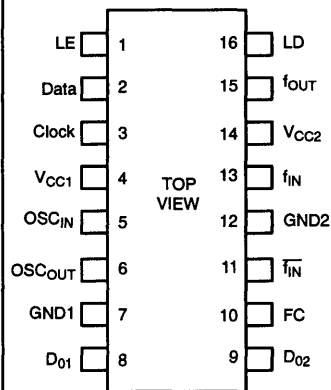 LE 1 16 LD
Data 2 15 fOUT
Clock 3 14 VCC2
VCC1 4 13 fIN
TOP
VIEW
OSCIN 5 12 GND2
OSCOUT 6 11 f̅I̅N̅
GND1 7 10 FC
D01 8 9 D02